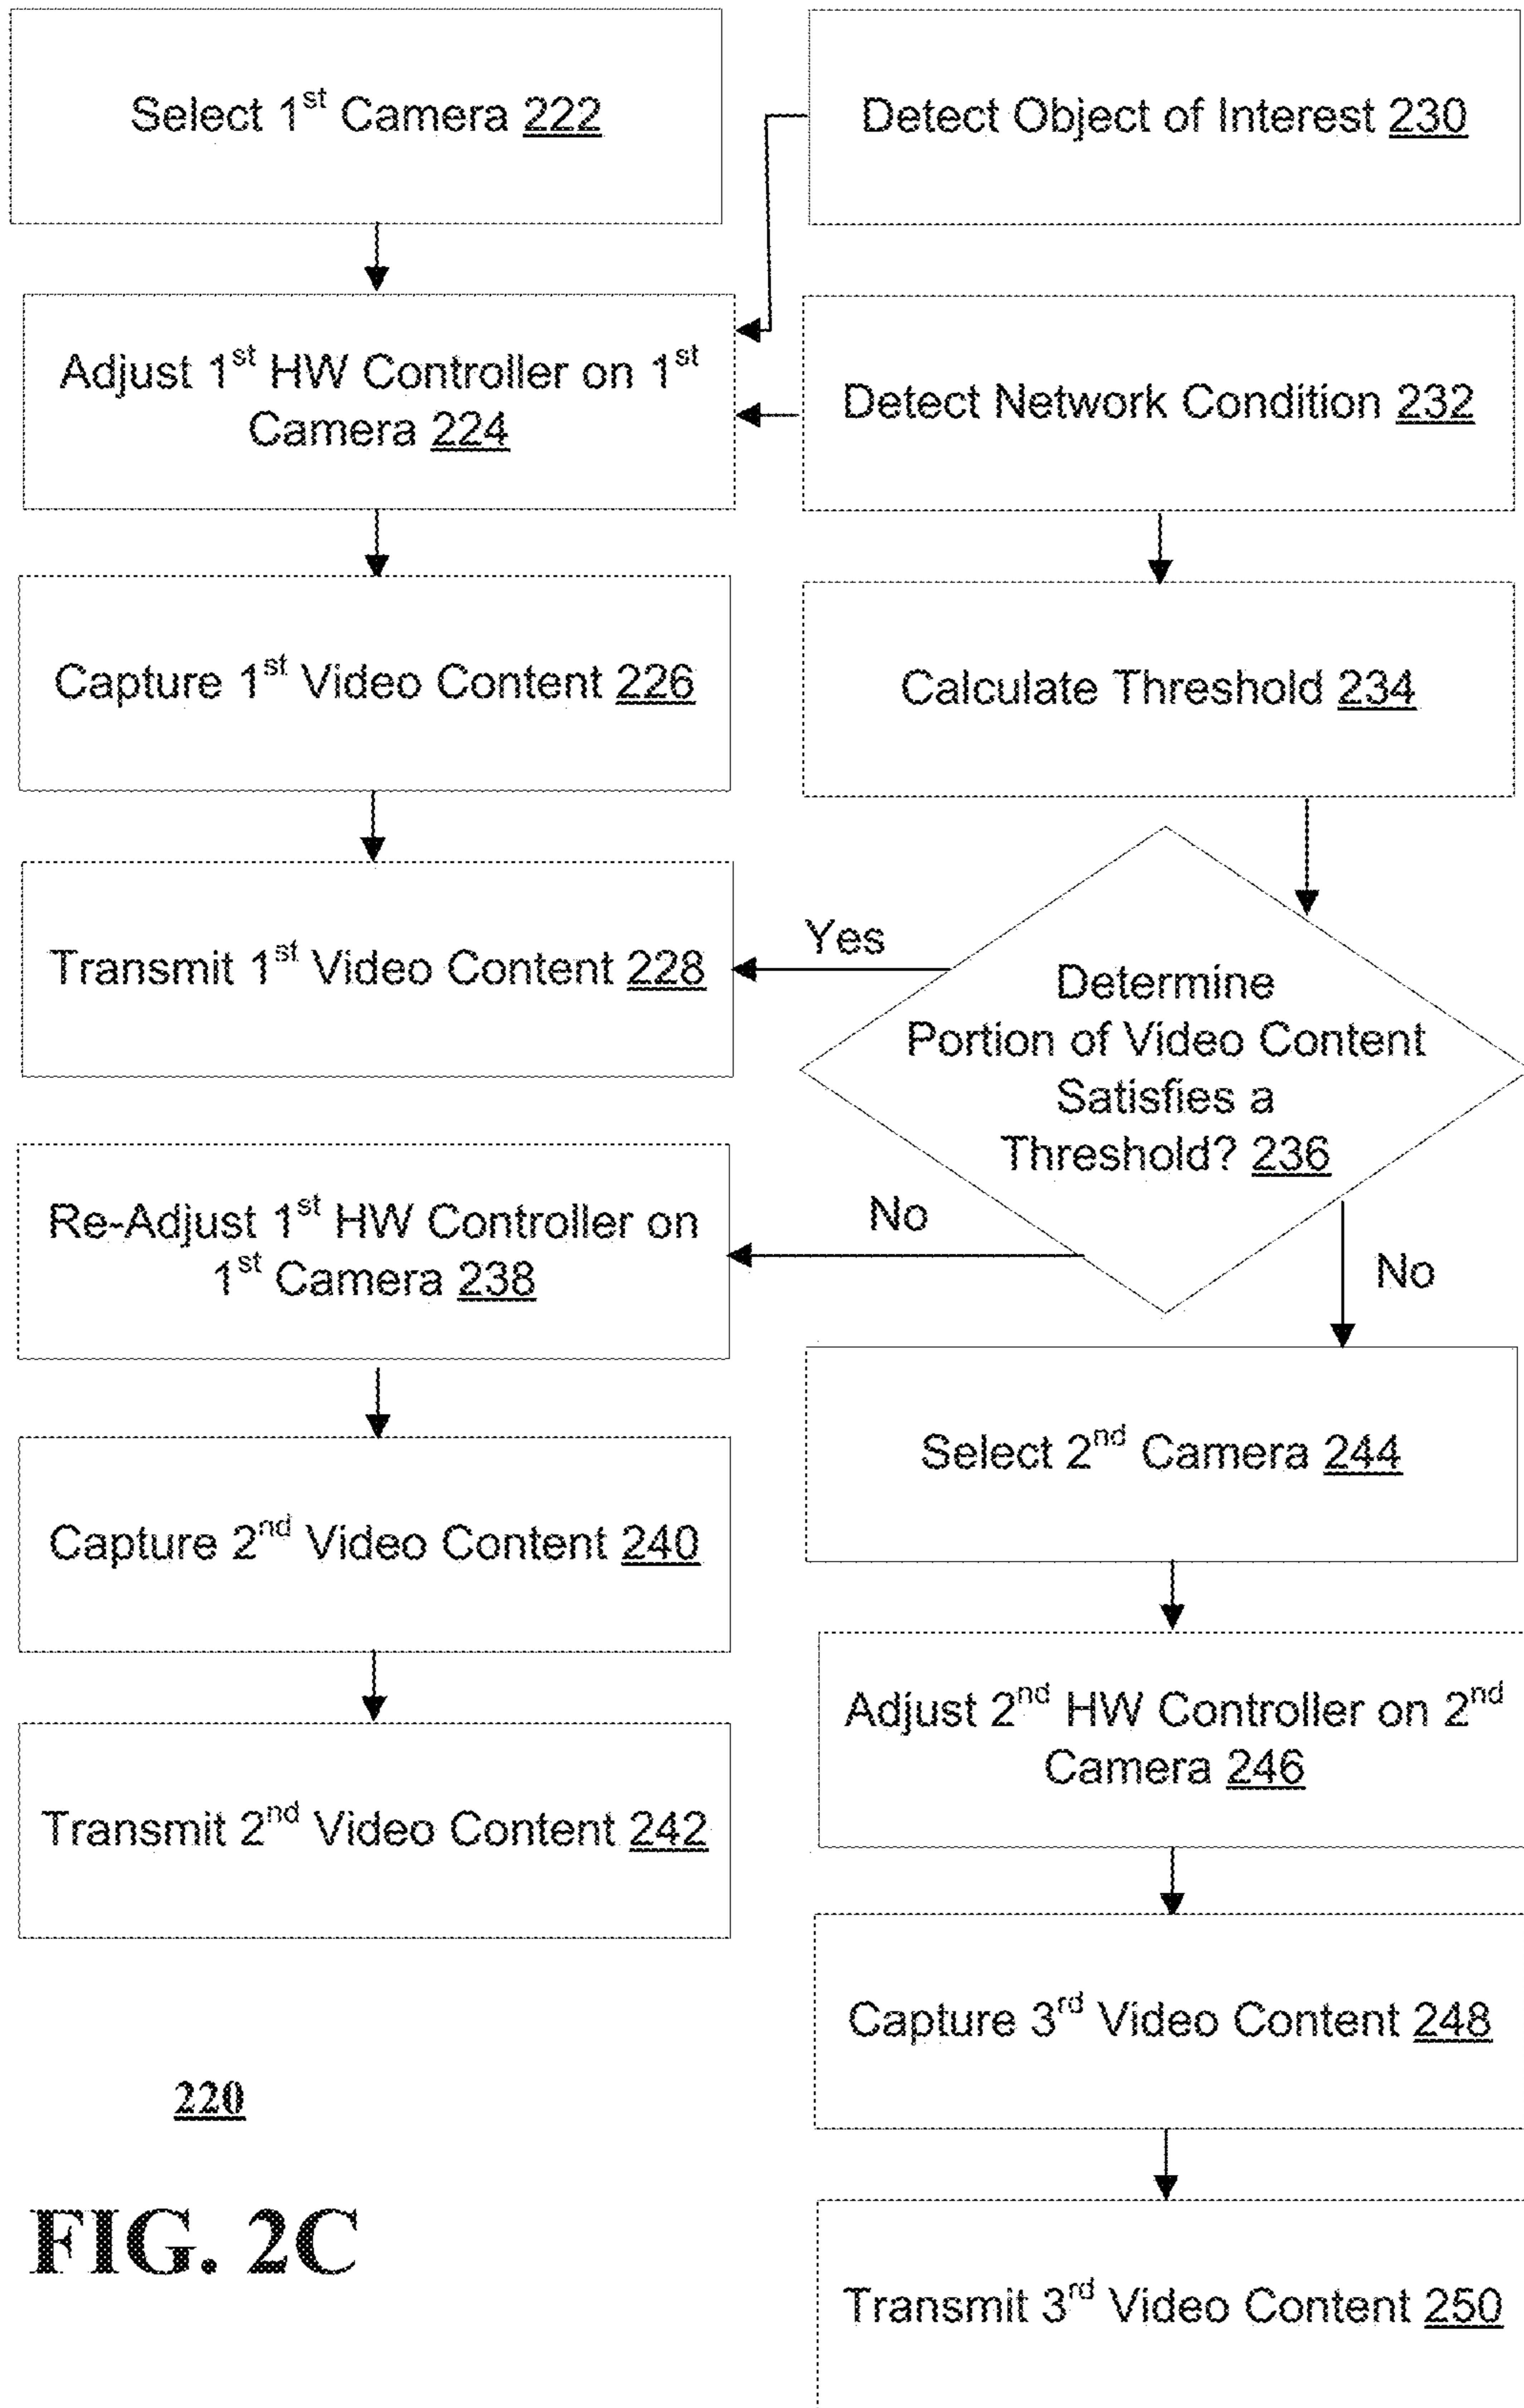 Select 1st Camera 222
Detect Object of Interest 230
Adjust 1st HW Controller on 1st
Camera 224
Detect Network Condition 232
Capture 1st Video Content 226
Calculate Threshold 234
Transmit 1st Video Content 228
Yes
Determine
Portion of Video Content
Satisfies a
Threshold? 236
Re-Adjust 1st HW Controller on
1st Camera 238
No
No
Select 2nd Camera 244
Capture 2nd Video Content 240
Adjust 2nd HW Controller on 2nd
Camera 246
Transmit 2nd Video Content 242
Capture 3rd Video Content 248
220
FIG. 2C
Transmit 3rd Video Content 250